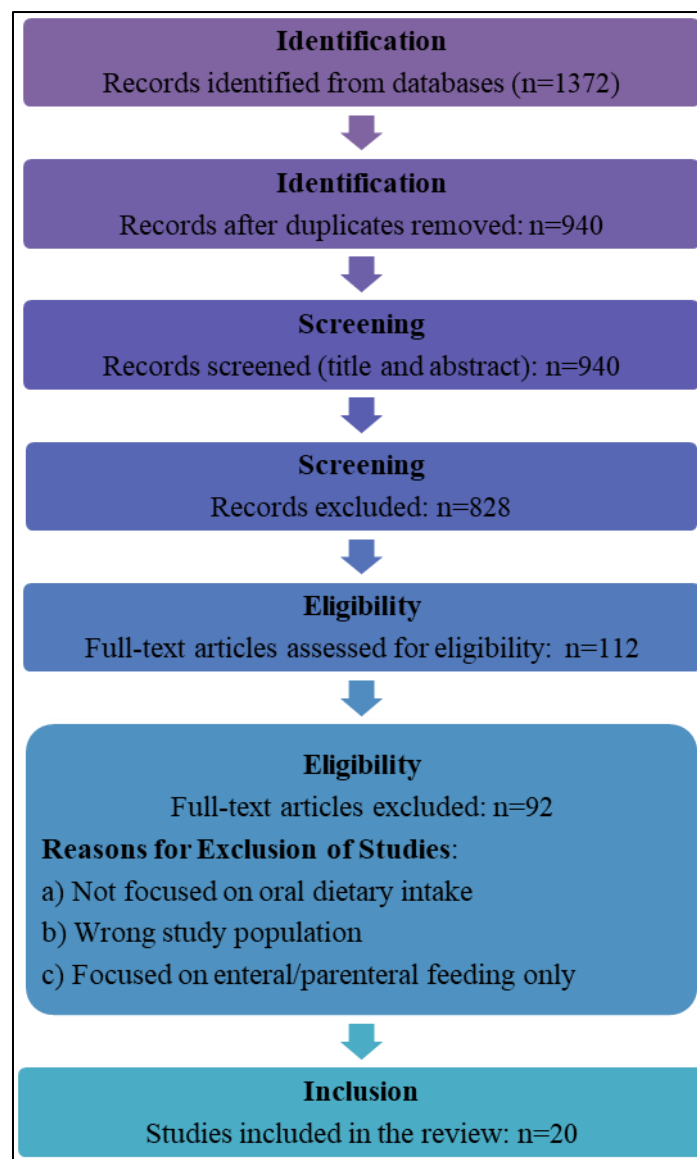 Identification
Records identified from databases (n=1372)
Identification
Records after duplicates removed: n=940
Screening
Records screened (title and abstract): n=940
Screening
Records excluded: n=828
Eligibility
Full-text articles assessed for eligibility: n=112
Eligibility
Full-text articles excluded: n=92
Reasons for Exclusion of Studies:
a) Not focused on oral dietary intake
b) Wrong study population
c) Focused on enteral/parenteral feeding only
Inclusion
Studies included in the review: n=20